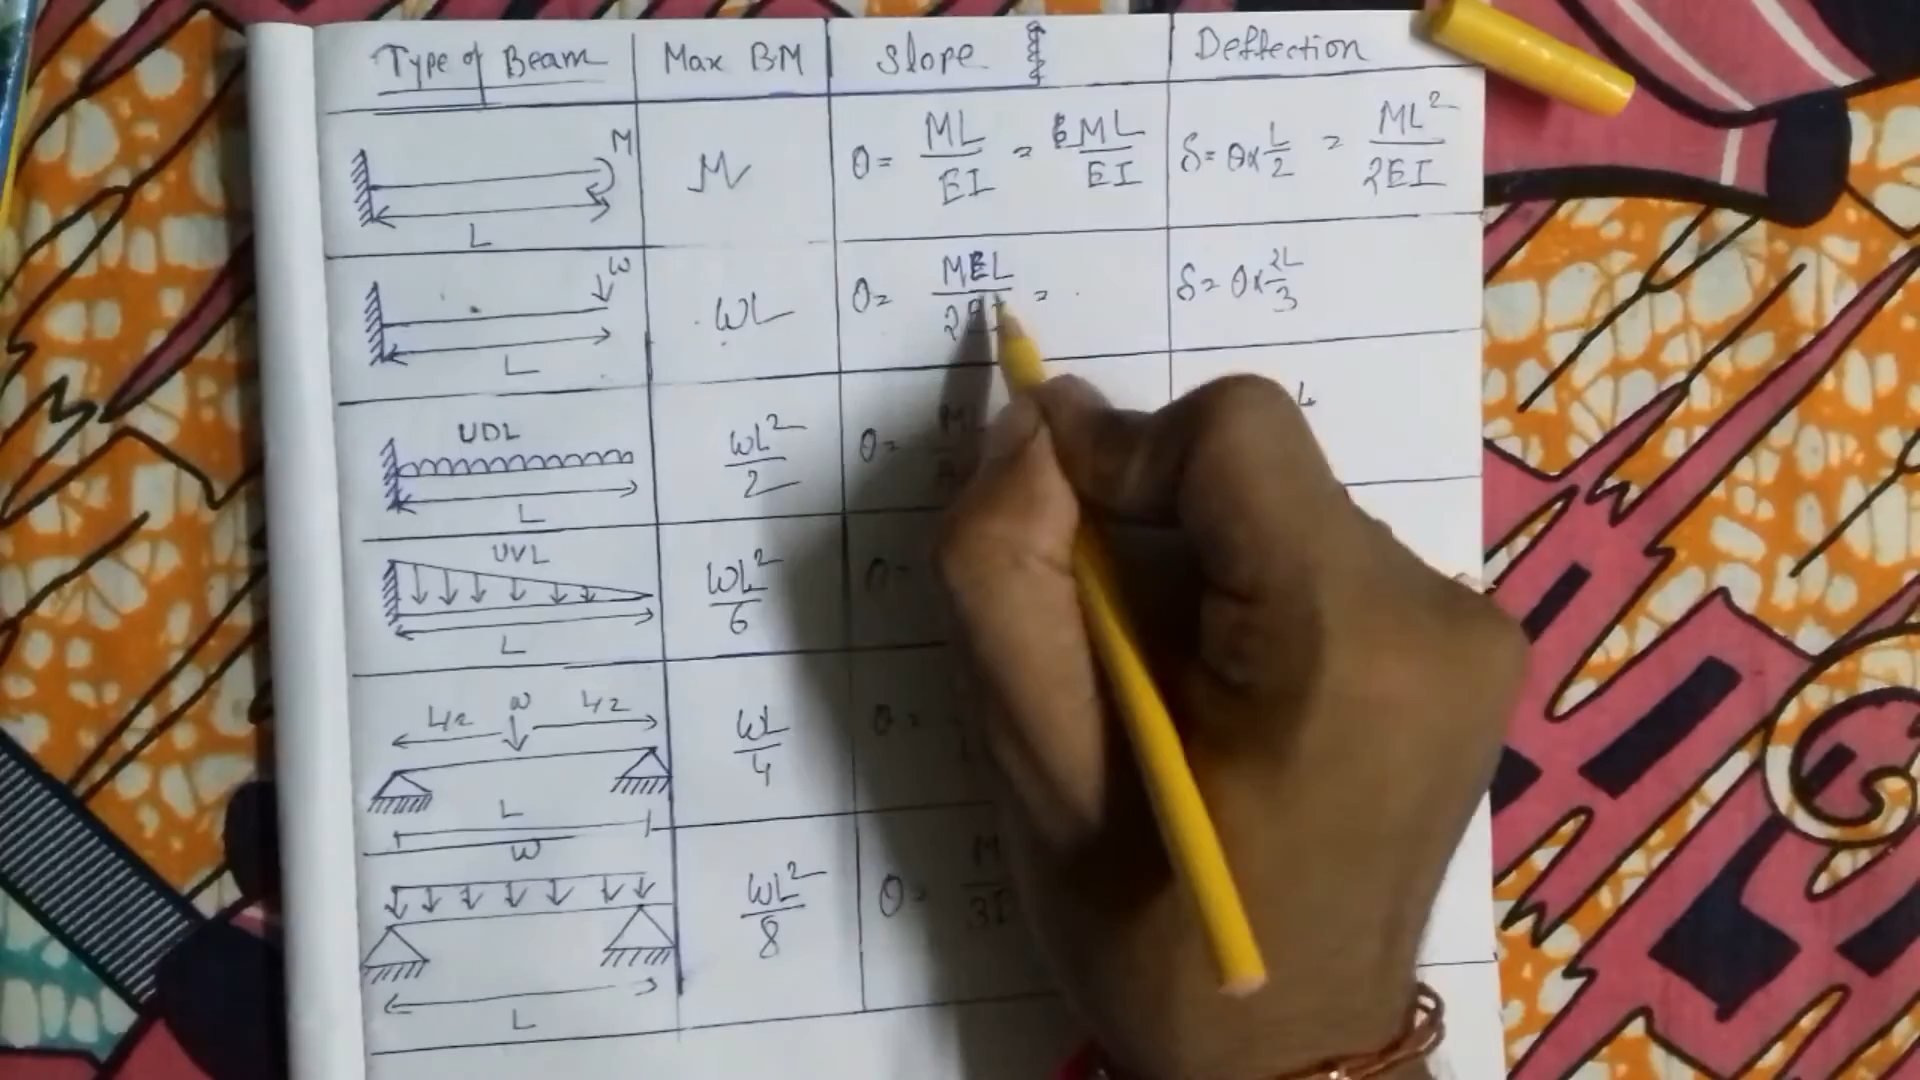 Type of Beam Max BM Slope Deflection
M
L
M
θ = ML/EI = ML/EI
δ = θ × L/2 = ML²/2EI
W
L
WL
θ = ML/2EI =
δ = θ × 2L/3
UDL
L
WL²/2
θ =
UVL
L
WL²/6
L/2 W L/2
L
WL/4
θ =
W
L
WL²/8
θ =